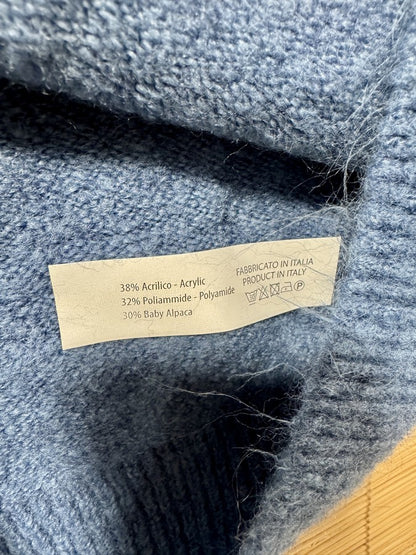 38% Acrilico - Acrylic
32% Poliammide - Polyamide
30% Baby Alpaca
FABBRICATO IN ITALIA
PRODUCT IN ITALY